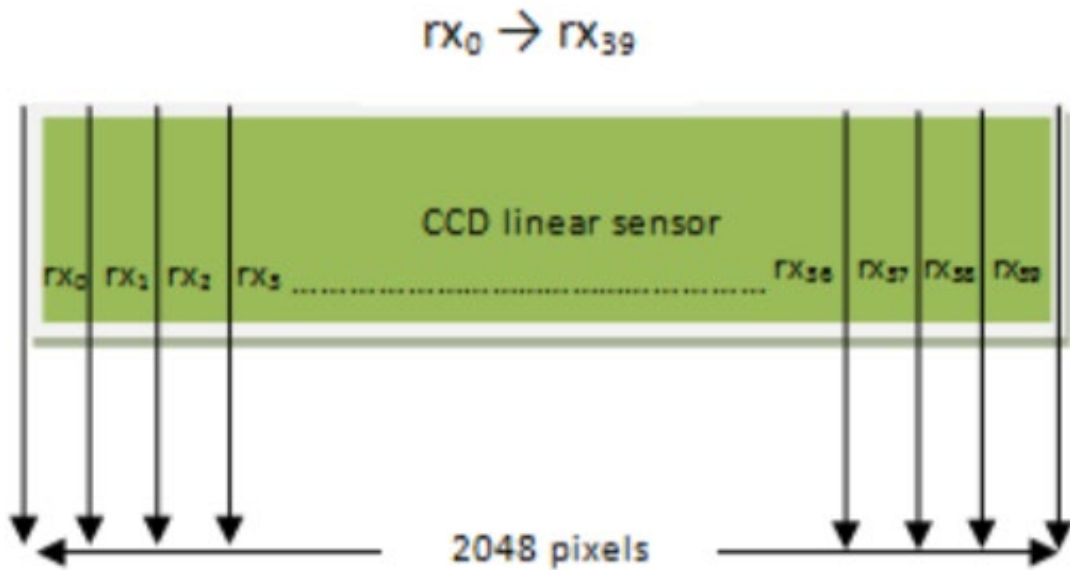 rx₀ → rx₃₉
CCD linear sensor
rx₀ rx₁ rx₂ rx₃ ........................................................ rx₃₆ rx₃₇ rx₃₈ rx₃₉
2048 pixels